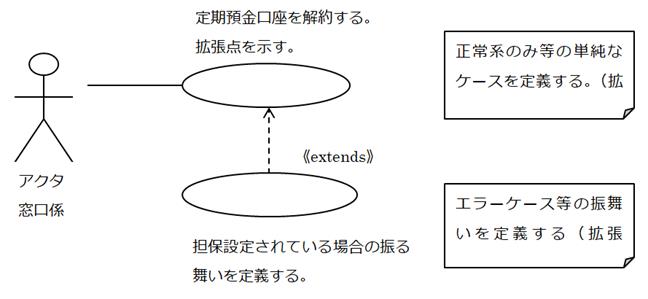 定期預金口座を解約する。
拡張点を示す。
正常系のみ等の単純な
ケースを定義する。（拡
《extends》
アクタ
窓口係
エラーケース等の振舞
いを定義する（拡張
担保設定されている場合の振る
舞いを定義する。